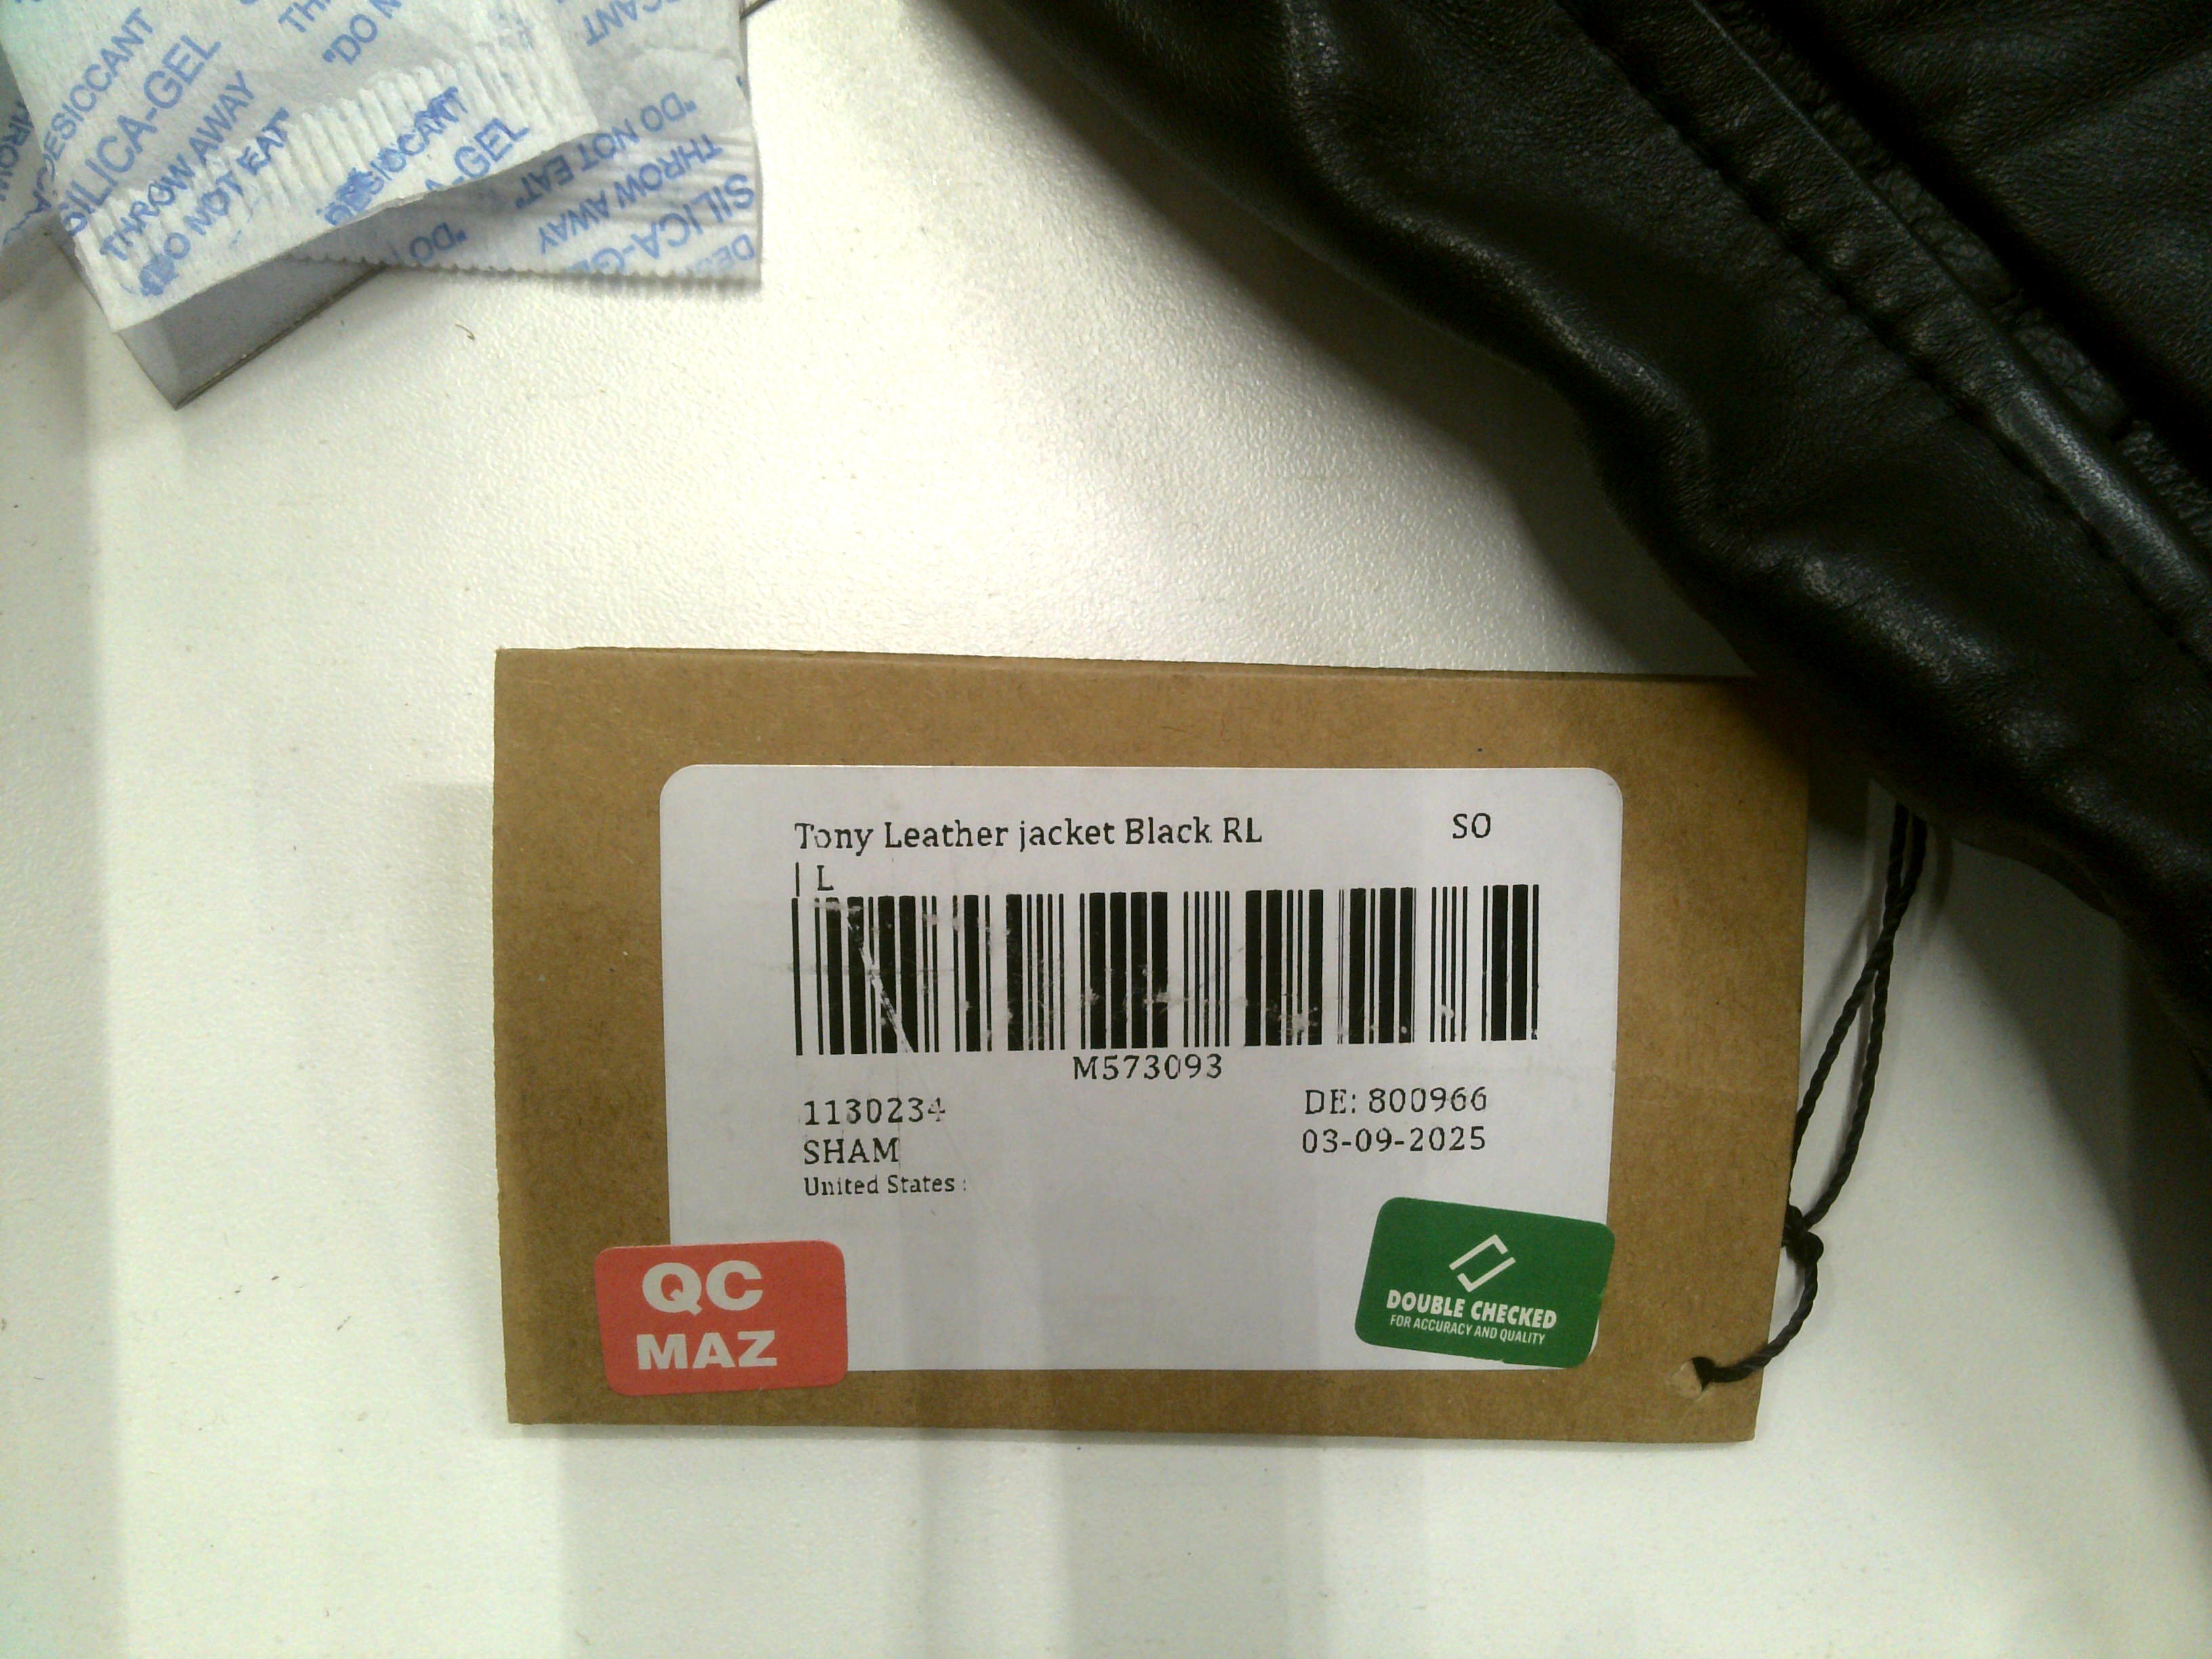 DESICCANT
SILICA-GEL
THROW AWAY
"DO NOT EAT"
DESICCANT
"DO NOT EAT"
THROW AWAY
SILICA-G
Tony Leather jacket Black RL SO
| L
M573093
1130234 DE: 800966
SHAM 03-09-2025
United States :
QC
MAZ
DOUBLE CHECKED
FOR ACCURACY AND QUALITY